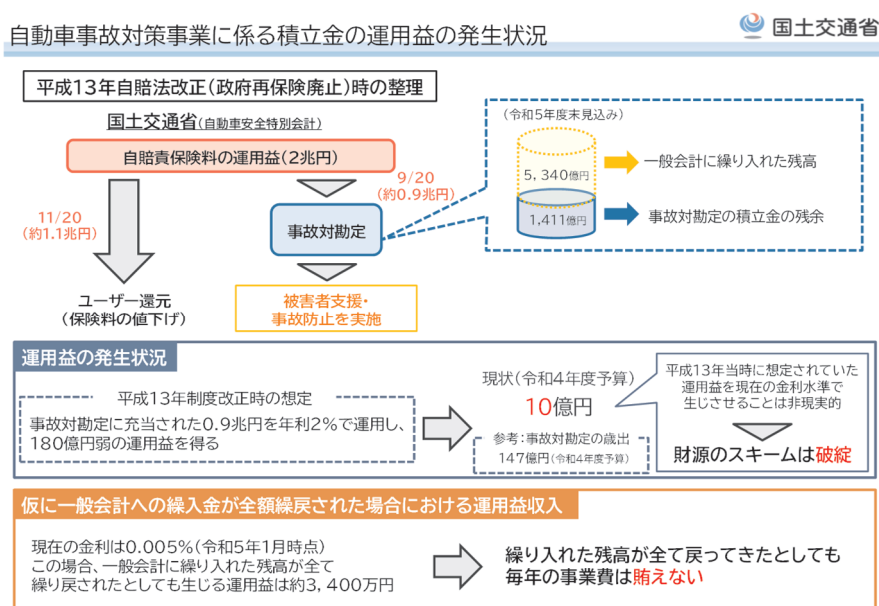 自動車事故対策事業に係る積立金の運用益の発生状況
国土交通省
平成13年自賠法改正(政府再保険廃止)時の整理
国土交通省(自動車安全特別会計)
自賠責保険料の運用益(2兆円)
11/20
(約1.1兆円)
9/20
(約0.9兆円)
事故対勘定
ユーザー還元
(保険料の値下げ)
被害者支援・
事故防止を実施
(令和5年度末見込み)
5,340億円
一般会計に繰り入れた残高
1,411億円
事故対勘定の積立金の残余
運用益の発生状況
平成13年制度改正時の想定
事故対勘定に充当された0.9兆円を年利2%で運用し、
180億円弱の運用益を得る
現状(令和4年度予算)
10億円
参考:事故対勘定の歳出
147億円(令和4年度予算)
平成13年当時に想定されていた
運用益を現在の金利水準で
生じさせることは非現実的
財源のスキームは破綻
仮に一般会計への繰入金が全額繰戻された場合における運用益収入
現在の金利は0.005%(令和5年1月時点)
この場合、一般会計に繰り入れた残高が全て
繰り戻されたとしても生じる運用益は約3,400万円
繰り入れた残高が全て戻ってきたとしても
毎年の事業費は賄えない